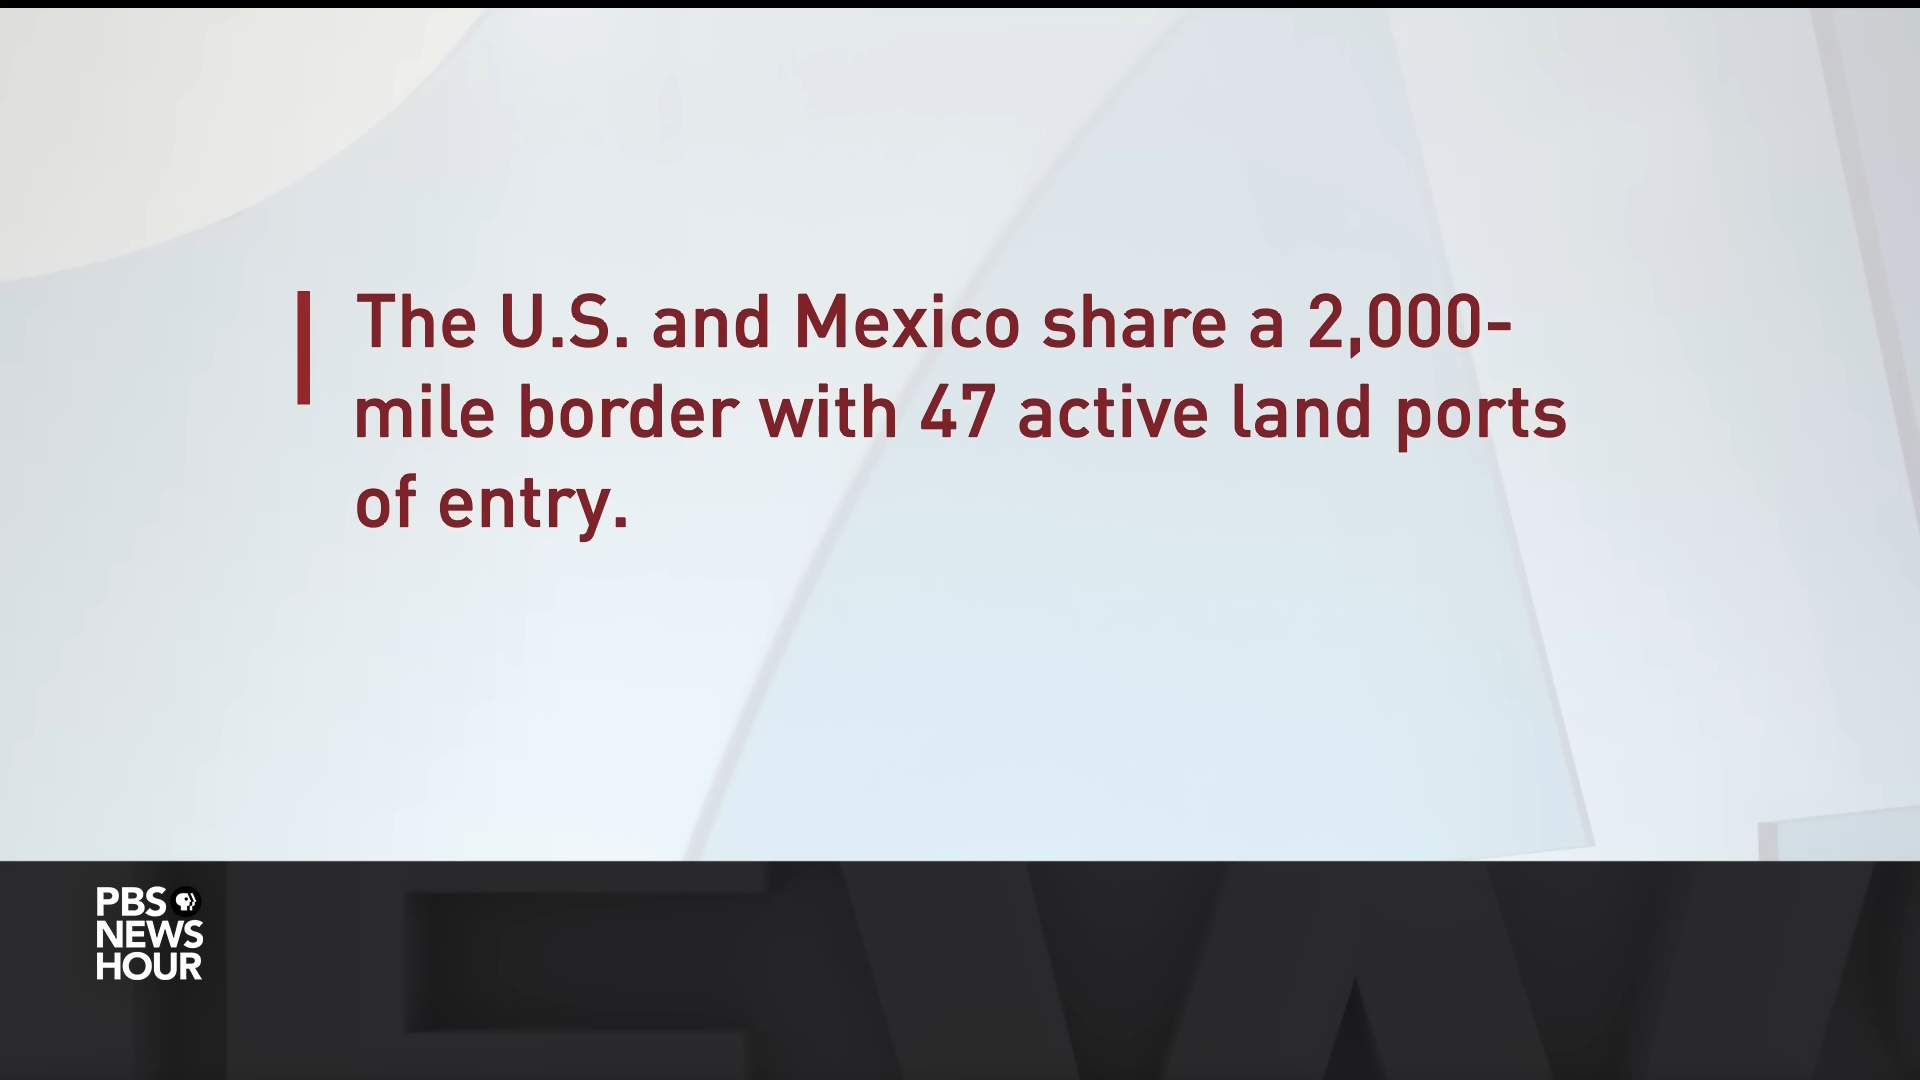 The U.S. and Mexico share a 2,000-
mile border with 47 active land ports
of entry.
PBS
NEWS
HOUR